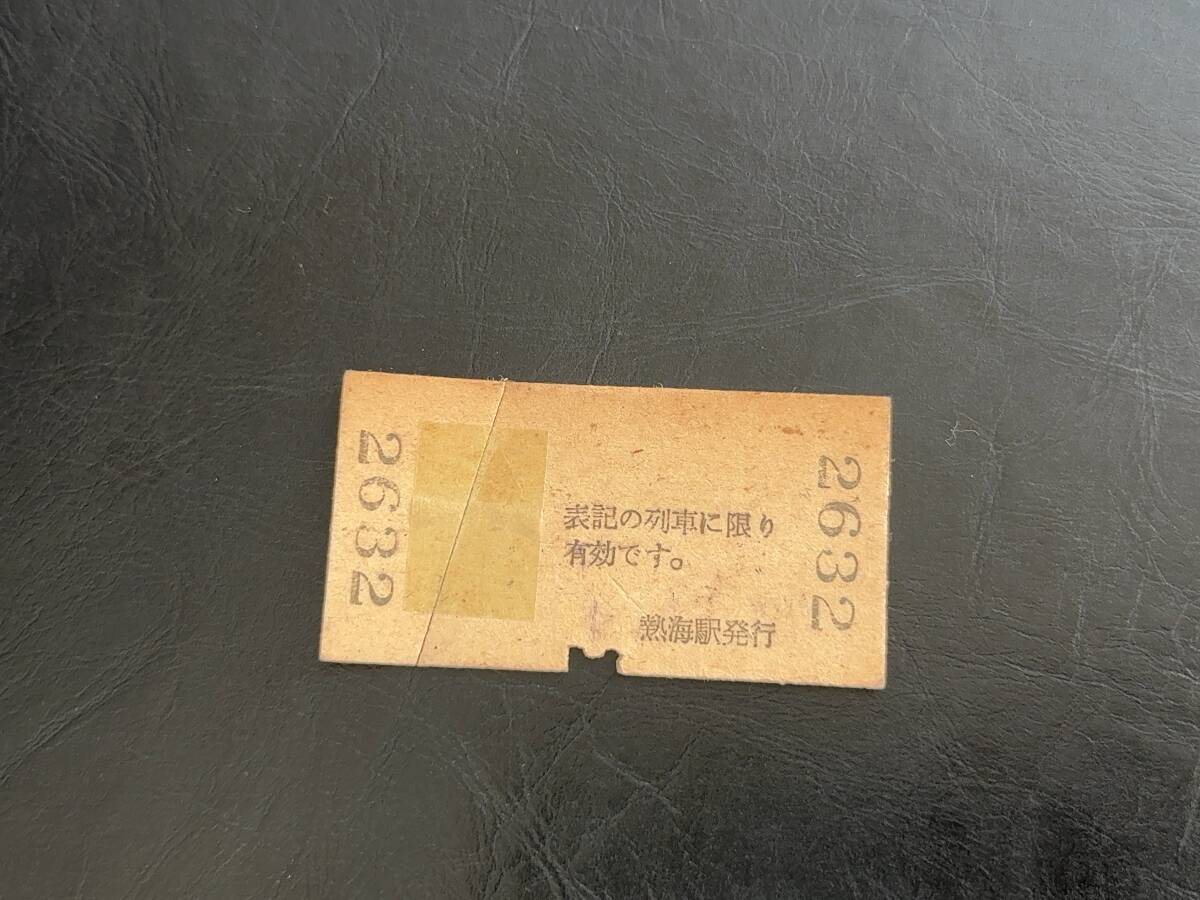 2632
表記の列車に限り
有効です。
熱海駅発行
2632